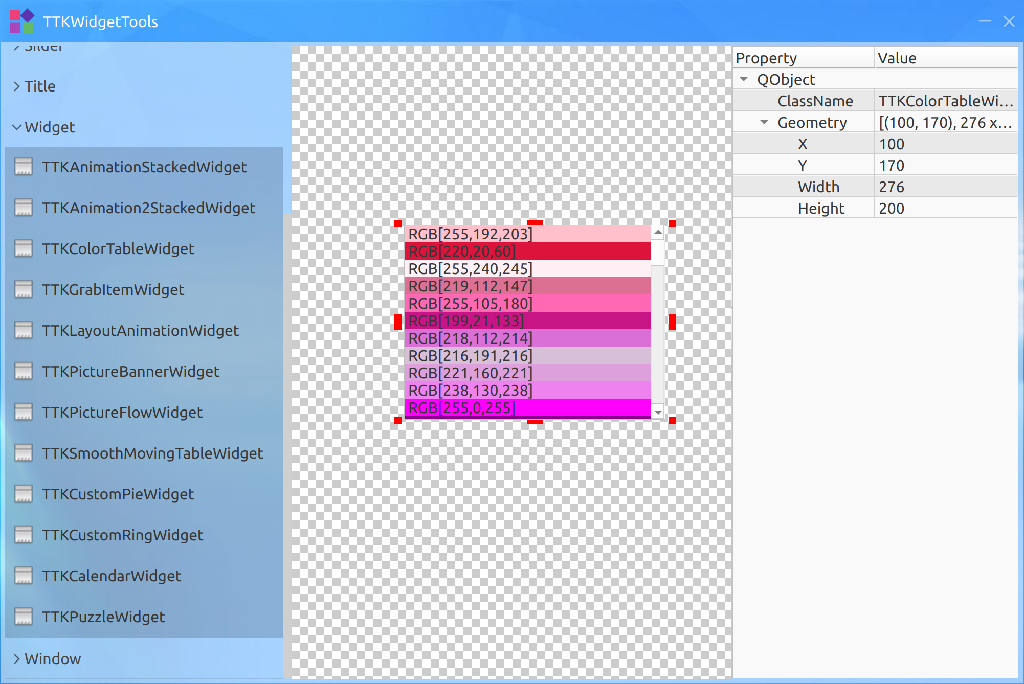 TTKWidgetTools
Slider
Title
Widget
TTKAnimationStackedWidget
TTKAnimation2StackedWidget
TTKColorTableWidget
TTKGrabItemWidget
TTKLayoutAnimationWidget
TTKPictureBannerWidget
TTKPictureFlowWidget
TTKSmoothMovingTableWidget
TTKCustomPieWidget
TTKCustomRingWidget
TTKCalendarWidget
TTKPuzzleWidget
Window
RGB[255,192,203]
RGB[220,20,60]
RGB[255,240,245]
RGB[219,112,147]
RGB[255,105,180]
RGB[199,21,133]
RGB[218,112,214]
RGB[216,191,216]
RGB[221,160,221]
RGB[238,130,238]
RGB[255,0,255]
Property Value
QObject
ClassName TTKColorTableWi...
Geometry [(100, 170), 276 x...
X 100
Y 170
Width 276
Height 200